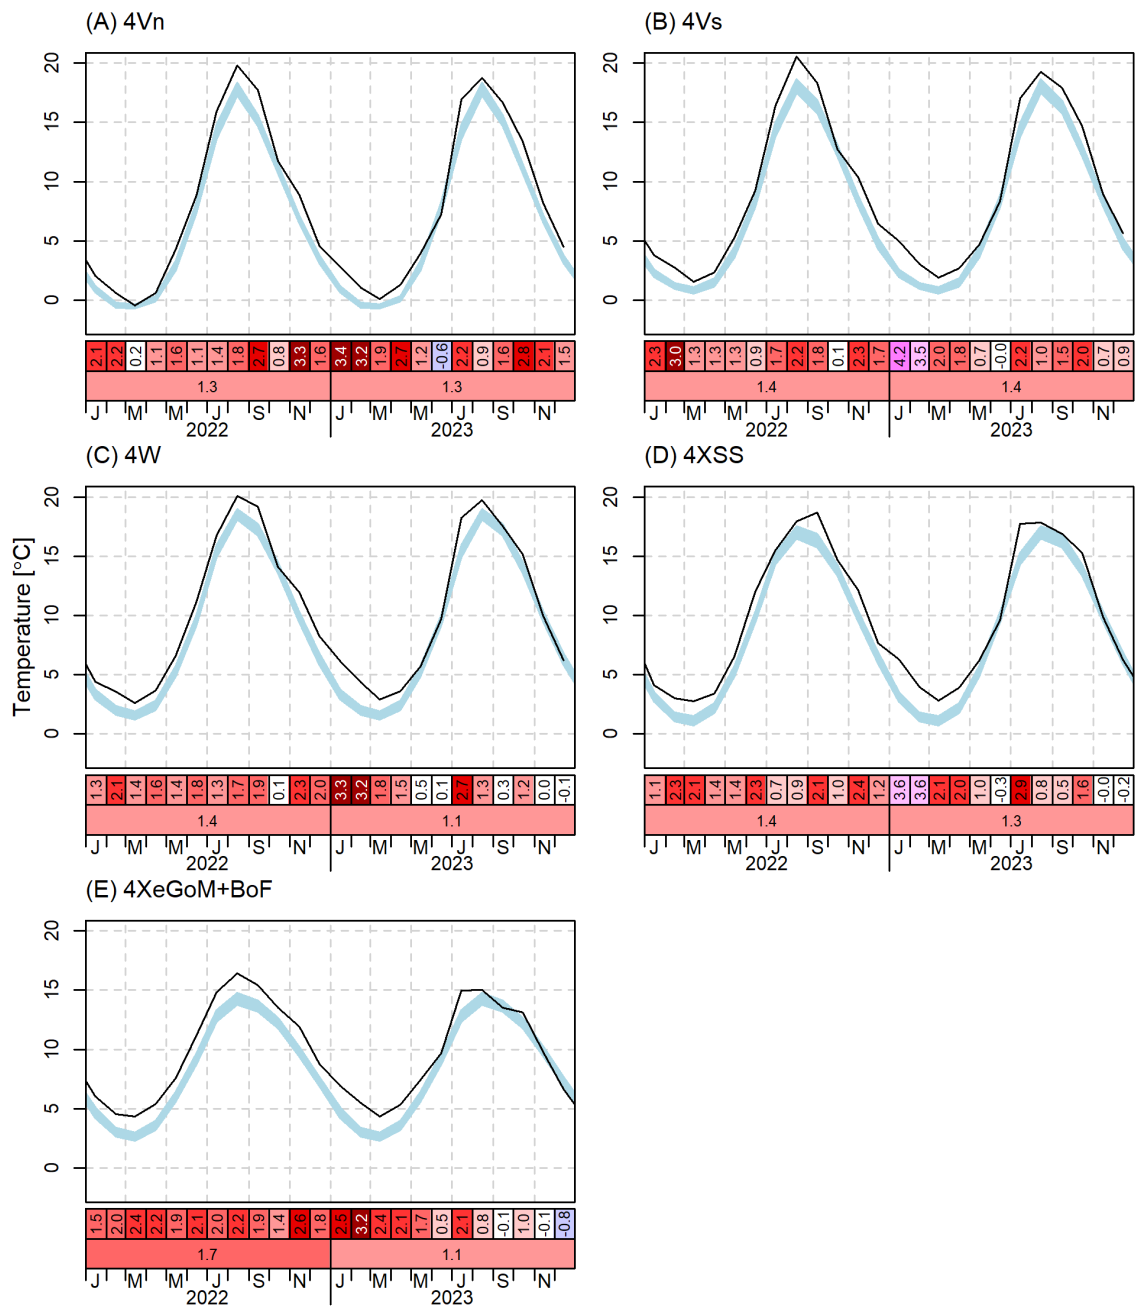 (A) 4Vn
20
15
10
5
0
2.1 2.2 0.2 1.1 1.6 1.1 1.4 1.8 2.7 0.8 3.3 1.6 3.4 3.2 1.9 2.7 1.2 -0.6 2.2 0.9 1.8 2.8 2.1 1.5
1.3 1.3
J M M J S N J M M J S N
2022 2023
(B) 4Vs
20
15
10
5
0
2.3 3.0 1.3 1.3 1.3 0.9 1.7 2.2 1.8 0.1 2.3 1.7 4.2 3.5 2.0 1.8 0.7 -0.0 2.2 1.0 1.5 2.0 0.7 0.9
1.4 1.4
J M M J S N J M M J S N
2022 2023
Temperature [°C]
(C) 4W
20
15
10
5
0
1.3 2.1 1.4 1.6 1.4 1.8 1.3 1.7 1.9 0.1 2.3 2.0 3.3 3.2 1.8 1.5 0.5 0.1 2.7 1.3 0.3 1.2 0.0 -0.1
1.4 1.1
J M M J S N J M M J S N
2022 2023
(D) 4XSS
20
15
10
5
0
1.1 2.3 2.1 1.4 1.4 2.3 0.7 0.9 2.1 1.0 2.4 1.2 3.6 3.6 2.1 2.0 1.0 -0.3 2.9 0.8 0.5 1.6 -0.0 -0.2
1.4 1.3
J M M J S N J M M J S N
2022 2023
(E) 4XeGoM+BoF
20
15
10
5
0
1.5 2.0 2.4 2.2 1.9 2.1 2.0 2.2 1.9 1.4 2.6 1.8 2.5 3.2 2.4 2.1 1.7 0.5 2.1 0.8 -0.1 1.0 -0.1 -0.8
1.7 1.1
J M M J S N J M M J S N
2022 2023